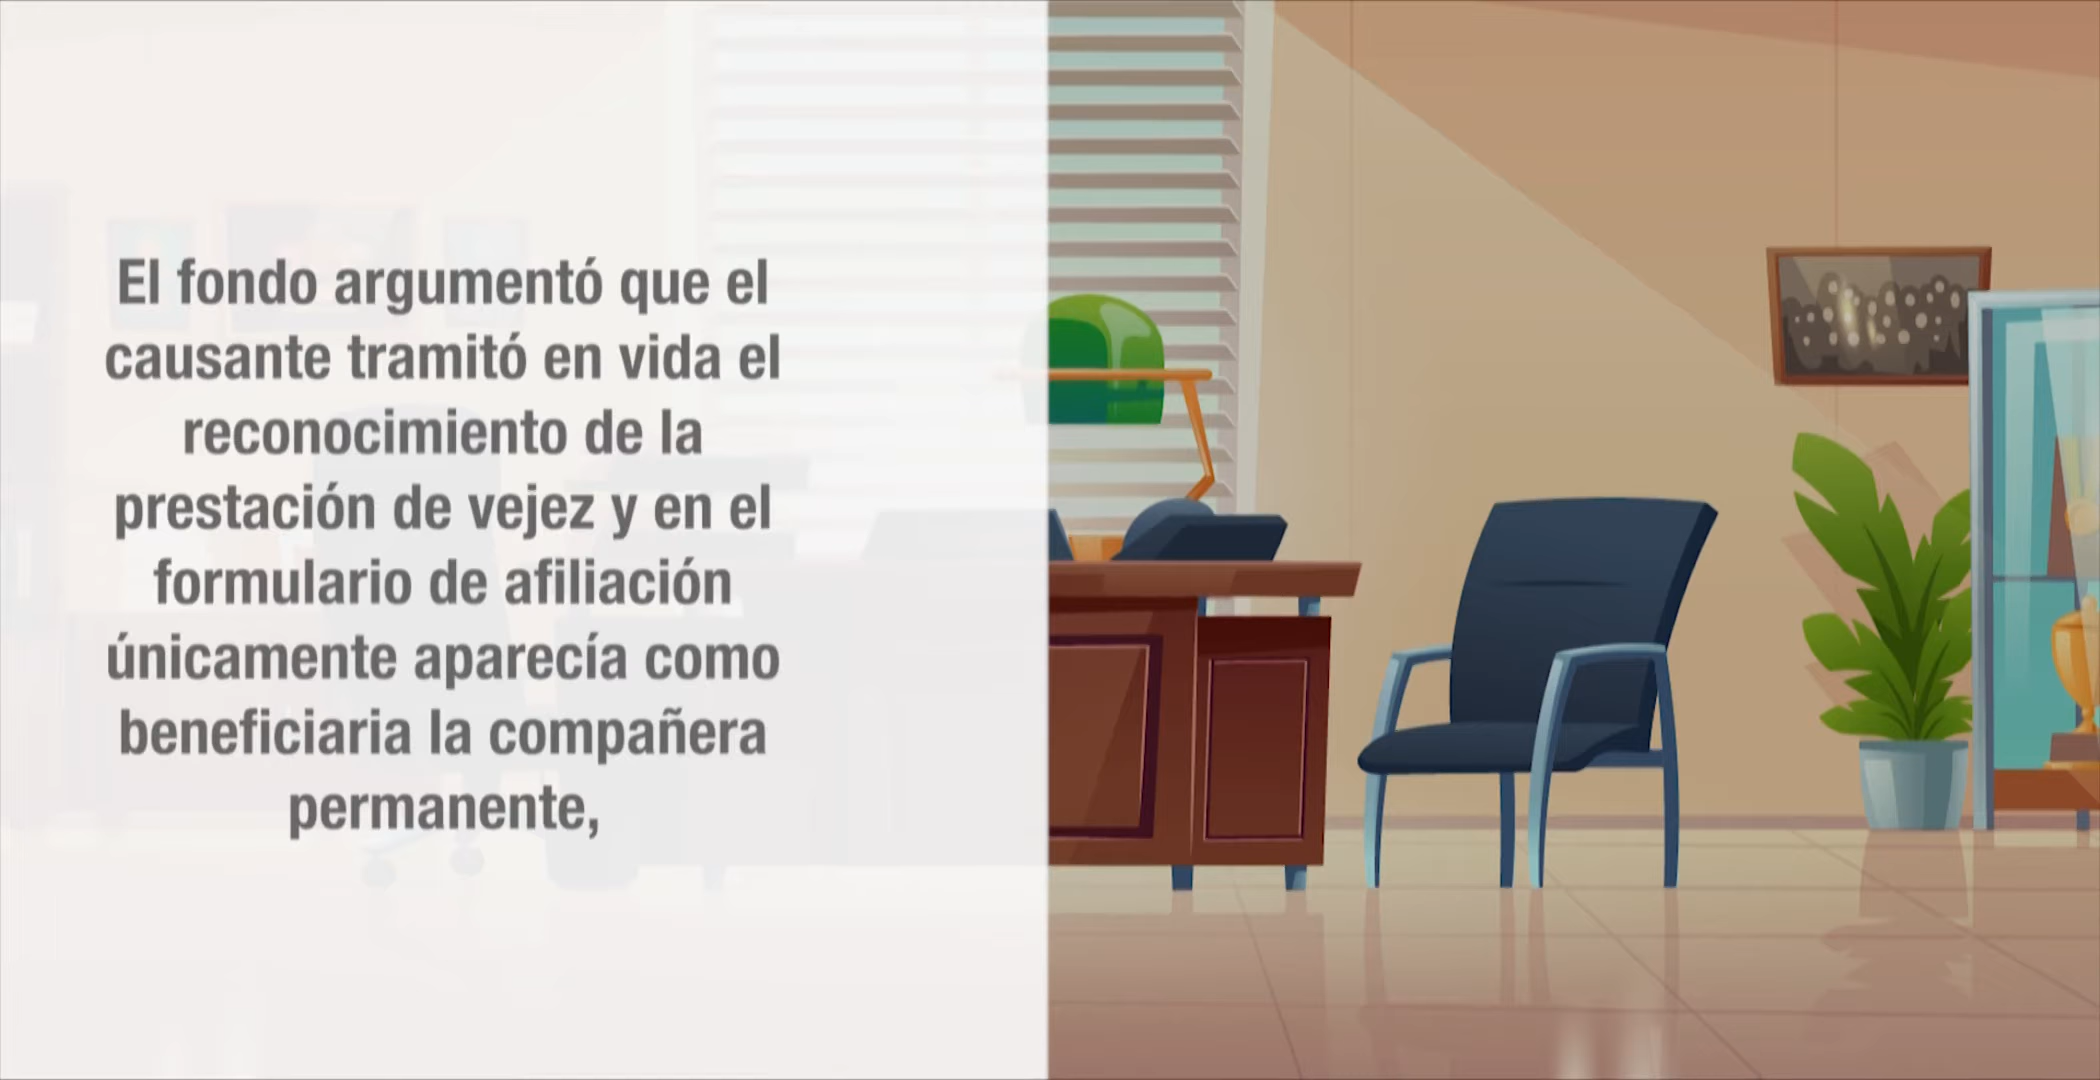 El fondo argumentó que el
causante tramitó en vida el
reconocimiento de la
prestación de vejez y en el
formulario de afiliación
únicamente aparecía como
beneficiaria la compañera
permanente,